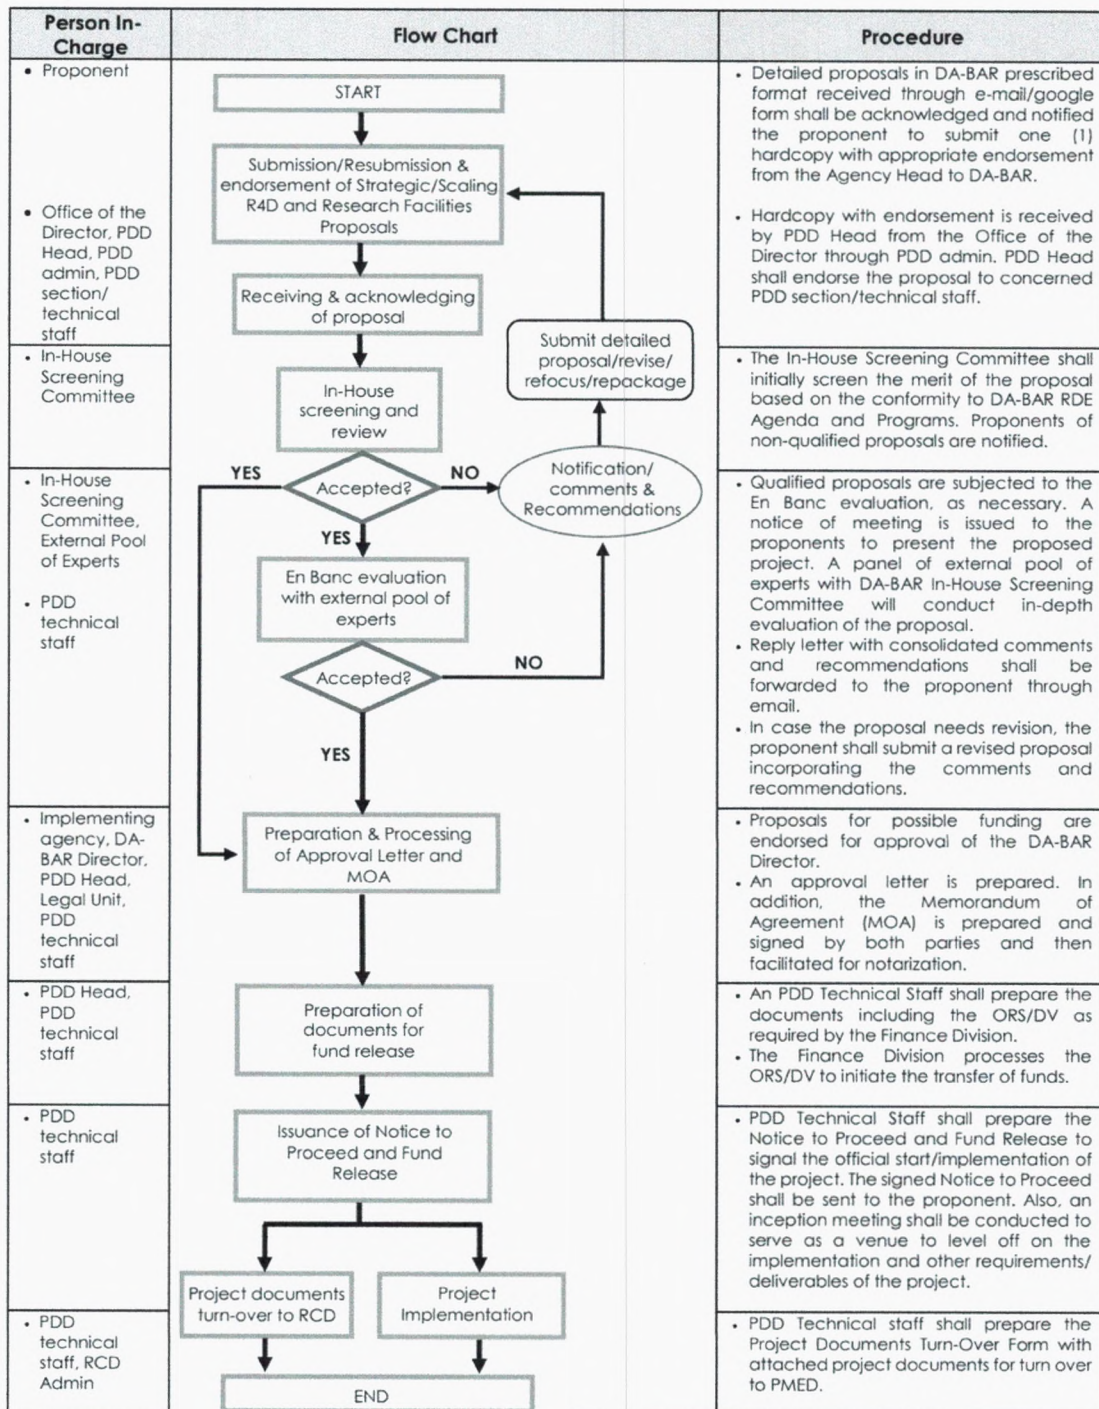 Person In-
Charge
Flow Chart
Procedure
• Proponent
• Office of the
Director, PDD
Head, PDD
admin, PDD
section/
technical
staff
• In-House
Screening
Committee
• In-House
Screening
Committee,
External Pool
of Experts
• PDD
technical
staff
• Implementing
agency, DA-
BAR Director,
PDD Head,
Legal Unit,
PDD
technical
staff
• PDD Head,
PDD
technical
staff
• PDD
technical
staff
• PDD
technical
staff, RCD
Admin
START
Submission/Resubmission &
endorsement of Strategic/Scaling
R4D and Research Facilities
Proposals
Receiving & acknowledging
of proposal
Submit detailed
proposal/revise/
refocus/repackage
In-House
screening and
review
Notification/
comments &
Recommendations
YES
Accepted?
NO
YES
En Banc evaluation
with external pool of
experts
Accepted?
NO
YES
Preparation & Processing
of Approval Letter and
MOA
Preparation of
documents for
fund release
Issuance of Notice to
Proceed and Fund
Release
Project documents
turn-over to RCD
Project
Implementation
END
• Detailed proposals in DA-BAR prescribed
format received through e-mail/google
form shall be acknowledged and notified
the proponent to submit one (1)
hardcopy with appropriate endorsement
from the Agency Head to DA-BAR.
• Hardcopy with endorsement is received
by PDD Head from the Office of the
Director through PDD admin. PDD Head
shall endorse the proposal to concerned
PDD section/technical staff.
• The In-House Screening Committee shall
initially screen the merit of the proposal
based on the conformity to DA-BAR RDE
Agenda and Programs. Proponents of
non-qualified proposals are notified.
• Qualified proposals are subjected to the
En Banc evaluation, as necessary. A
notice of meeting is issued to the
proponents to present the proposed
project. A panel of external pool of
experts with DA-BAR In-House Screening
Committee will conduct in-depth
evaluation of the proposal.
• Reply letter with consolidated comments
and recommendations shall be
forwarded to the proponent through
email.
• In case the proposal needs revision, the
proponent shall submit a revised proposal
incorporating the comments and
recommendations.
• Proposals for possible funding are
endorsed for approval of the DA-BAR
Director.
• An approval letter is prepared. In
addition, the Memorandum of
Agreement (MOA) is prepared and
signed by both parties and then
facilitated for notarization.
• An PDD Technical Staff shall prepare the
documents including the ORS/DV as
required by the Finance Division.
• The Finance Division processes the
ORS/DV to initiate the transfer of funds.
• PDD Technical Staff shall prepare the
Notice to Proceed and Fund Release to
signal the official start/implementation of
the project. The signed Notice to Proceed
shall be sent to the proponent. Also, an
inception meeting shall be conducted to
serve as a venue to level off on the
implementation and other requirements/
deliverables of the project.
• PDD Technical staff shall prepare the
Project Documents Turn-Over Form with
attached project documents for turn over
to PMED.